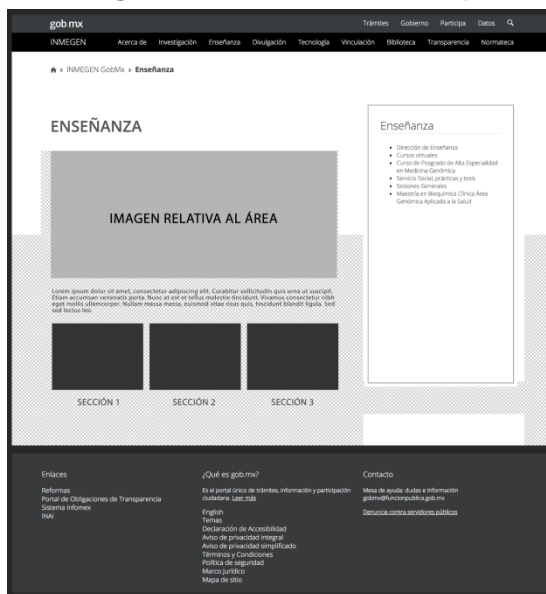 gob mx
Trámites Gobierno Participa Datos
INMEGEN Acerca de Investigación Enseñanza Divulgación Tecnología Vinculación Biblioteca Transparencia Normateca
> INMEGEN GobMx > Enseñanza
ENSEÑANZA
IMAGEN RELATIVA AL ÁREA
Lorem ipsum dolor sit amet, consectetur adipiscing elit. Curabitur sollicitudin quis urna ut suscipit.
Etiam accumsan venenatis porta. Nunc at est et tellus molestie tincidunt. Vivamus consectetur nibh
eget mollis ullamcorper. Nullam massa massa, euismod vitae risus quis, tincidunt blandit ligula. Sed
sed lectus leo.
SECCIÓN 1
SECCIÓN 2
SECCIÓN 3
Enseñanza
Dirección de Enseñanza
Cursos virtuales
Curso de Posgrado de Alta Especialidad
en Medicina Genómica
Servicio Social, prácticas y tesis
Sesiones Generales
Maestría en Bioquímica Clínica Área
Genómica Aplicada a la Salud
Enlaces
Reformas
Portal de Obligaciones de Transparencia
Sistema Infomex
INAI
¿Qué es gob.mx?
Es el portal único de trámites, información y participación
ciudadana. Leer más
English
Temas
Declaración de Accesibilidad
Aviso de privacidad integral
Aviso de privacidad simplificado
Términos y Condiciones
Política de seguridad
Marco Jurídico
Mapa de sitio
Contacto
Mesa de ayuda: dudas e información
gobmx@funcionpublica.gob.mx
Denuncia contra servidores públicos